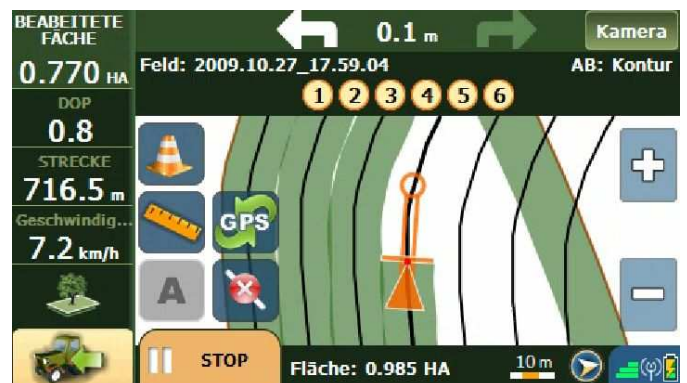 BEABEITETE
FÄCHE
0.770 HA
DOP
0.8
STRECKE
716.5 m
Geschwindig...
7.2 km/h
0.1 m
Kamera
Feld: 2009.10.27_17.59.04
AB: Kontur
1 2 3 4 5 6
GPS
A
STOP
Fläche: 0.985 HA
10 m